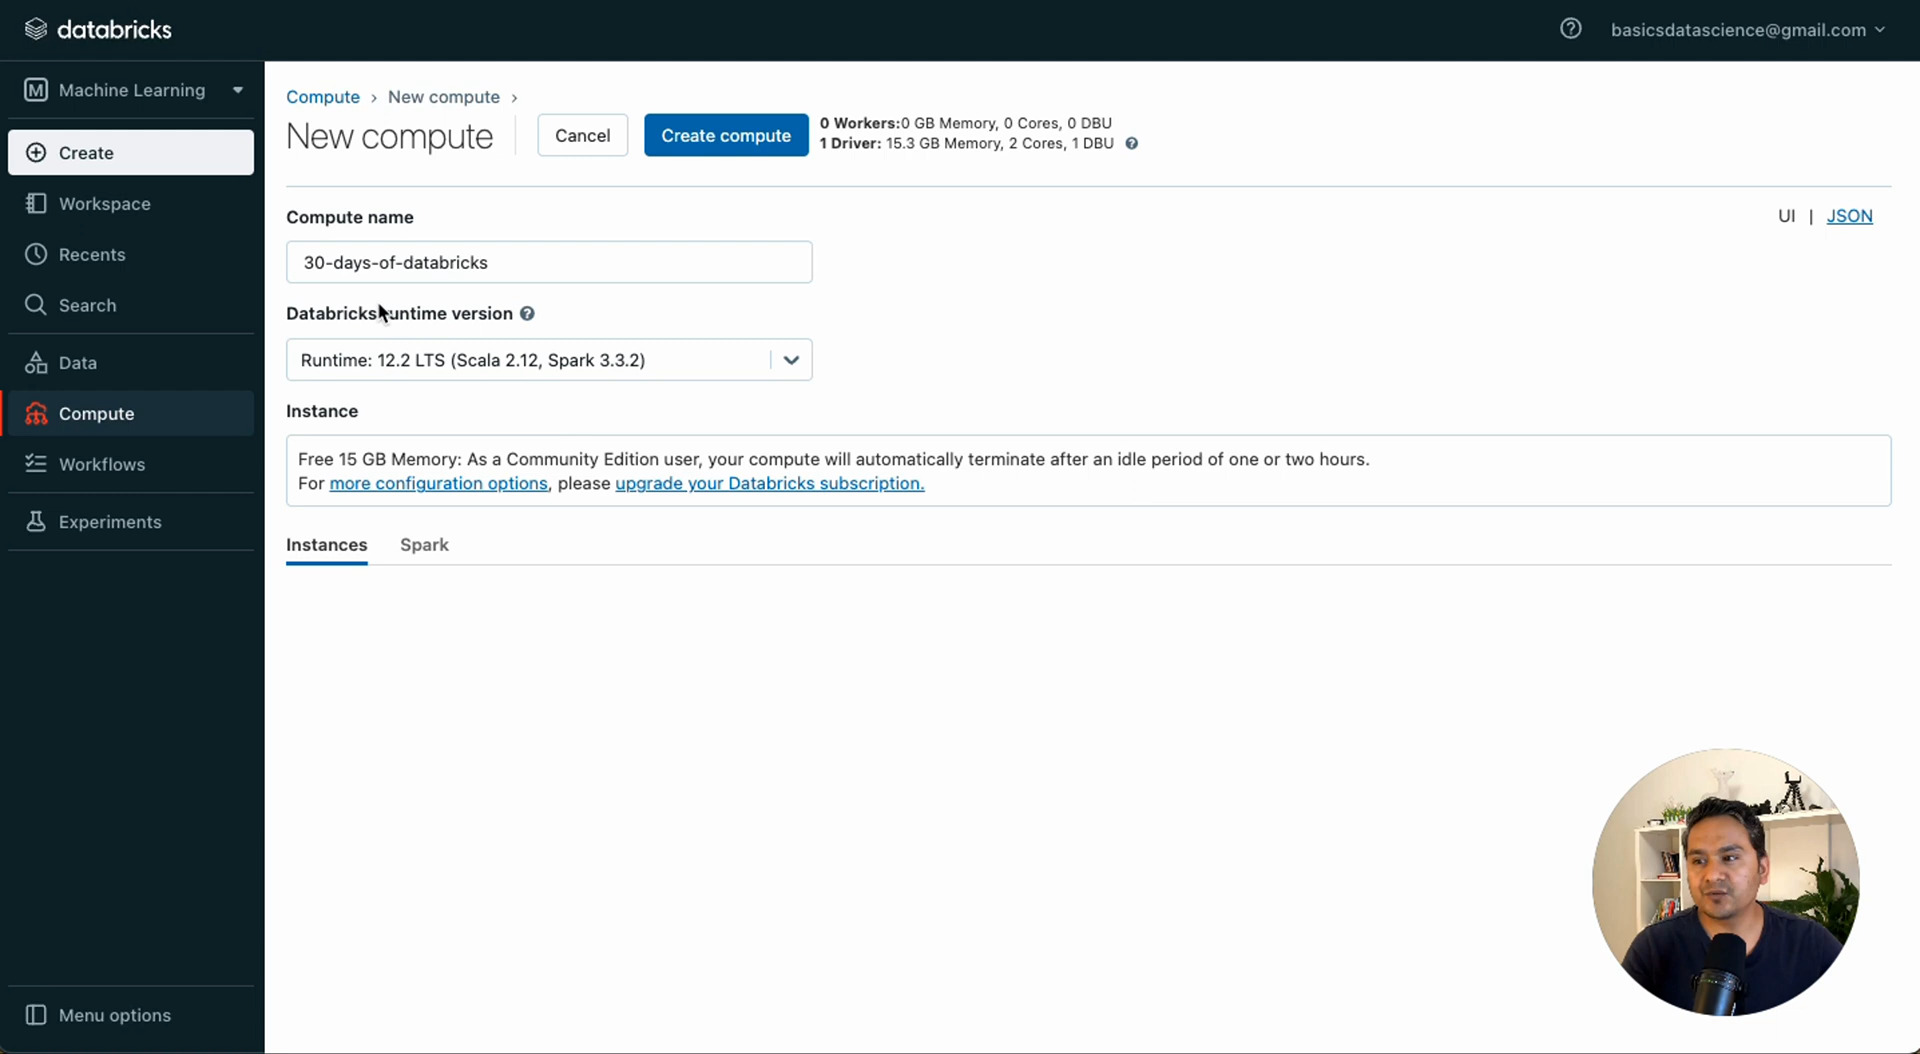 databricks
basicsdatascience@gmail.com
Machine Learning
Create
Workspace
Recents
Search
Data
Compute
Workflows
Experiments
Menu options
Compute › New compute ›
New compute
Cancel
Create compute
0 Workers:0 GB Memory, 0 Cores, 0 DBU
1 Driver: 15.3 GB Memory, 2 Cores, 1 DBU
Compute name
UI | JSON
30-days-of-databricks
Databricks runtime version
Runtime: 12.2 LTS (Scala 2.12, Spark 3.3.2)
Instance
Free 15 GB Memory: As a Community Edition user, your compute will automatically terminate after an idle period of one or two hours.
For more configuration options, please upgrade your Databricks subscription.
Instances Spark